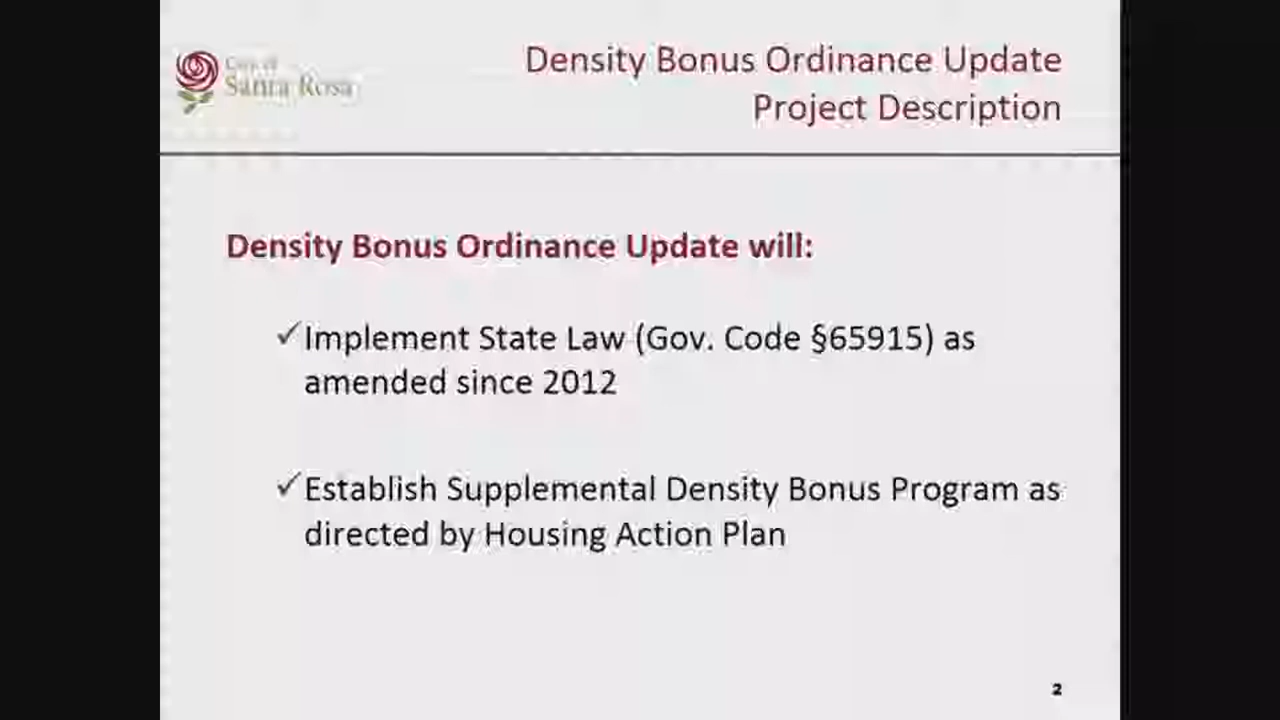 City of
Santa Rosa
Density Bonus Ordinance Update
Project Description
Density Bonus Ordinance Update will:
✓Implement State Law (Gov. Code §65915) as
amended since 2012
✓Establish Supplemental Density Bonus Program as
directed by Housing Action Plan
2